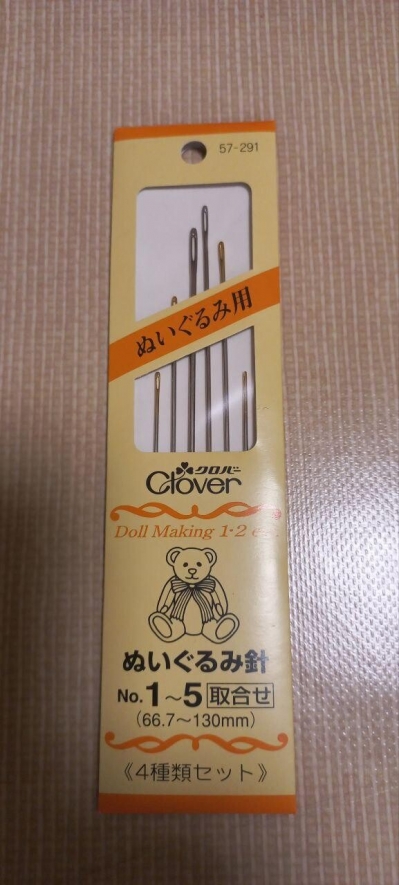 57-291
ぬいぐるみ用
クロバー
Clover
Doll Making 1・2
ぬいぐるみ針
No.1〜5 取合せ
(66.7〜130mm)
《4種類セット》